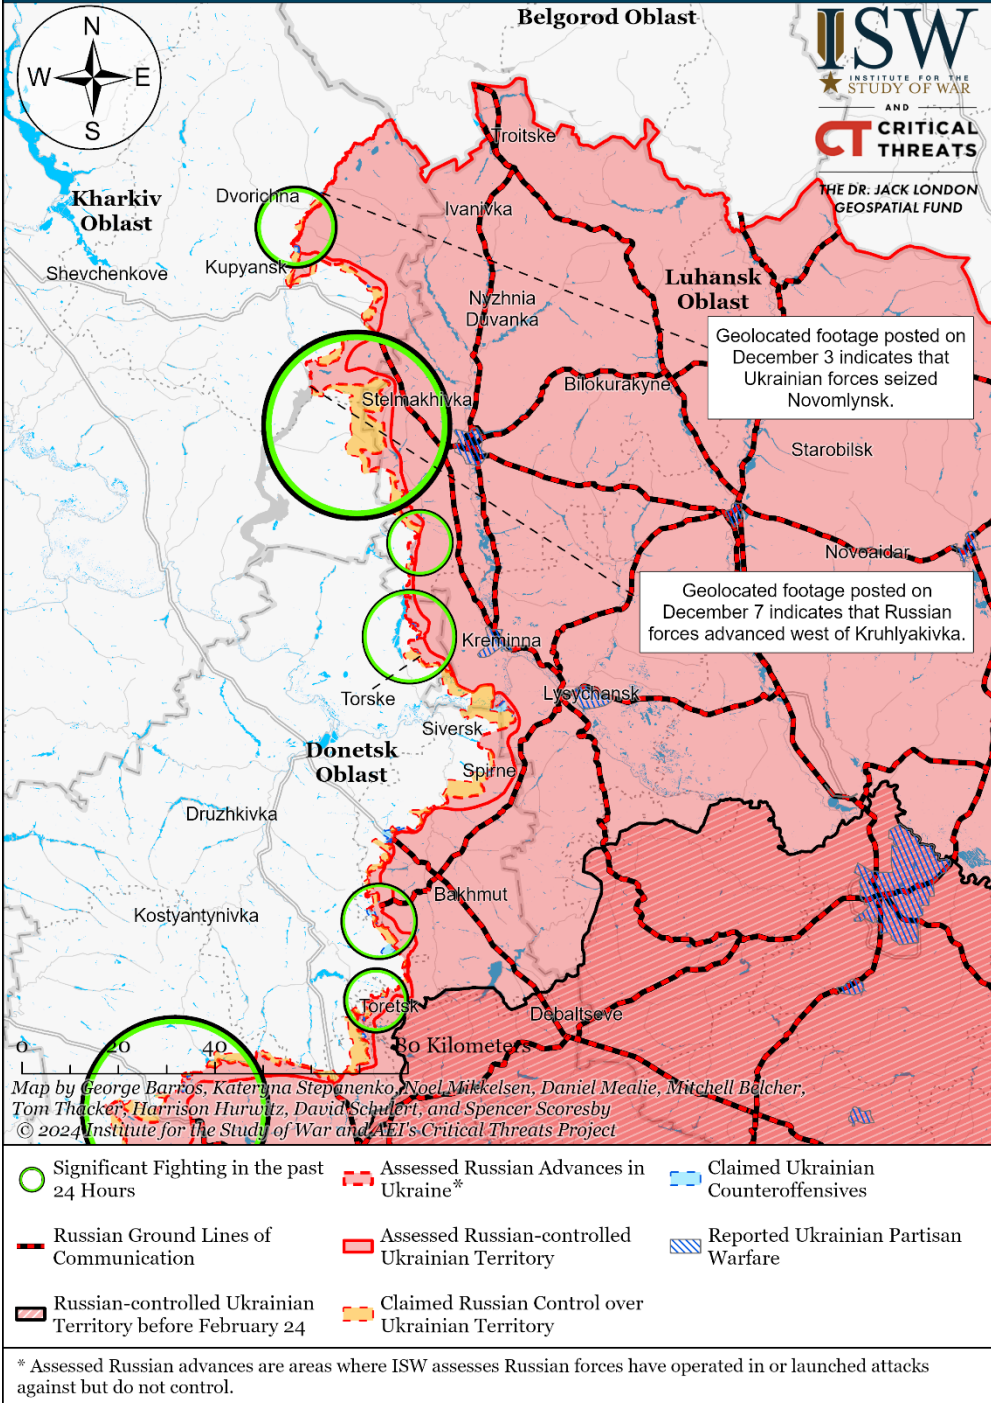 Belgorod Oblast
N
W E
S
ISW
INSTITUTE FOR THE
STUDY OF WAR
AND
CT CRITICAL
THREATS
THE DR. JACK LONDON
GEOSPATIAL FUND
Troitske
Dvorichna
Kharkiv
Oblast
Ivanivka
Shevchenkove
Kupyansk
Luhansk
Oblast
Nyzhnia
Duvanka
Geolocated footage posted on
December 3 indicates that
Ukrainian forces seized
Novomlynsk.
Bilokurakyne
Stelmakhivka
Starobilsk
Novoaidar
Geolocated footage posted on
December 7 indicates that Russian
forces advanced west of Kruhlyakivka.
Kreminna
Torske
Lysychansk
Siversk
Donetsk
Oblast
Spirne
Druzhkivka
Bakhmut
Kostyantynivka
Toretsk
Debaltseve
0 20 40 80 Kilometers
Map by George Barros, Kateryna Stepanenko, Noel Mikkelsen, Daniel Mealie, Mitchell Belcher,
Tom Thacker, Harrison Hurwitz, David Schulert, and Spencer Scoresby
© 2024 Institute for the Study of War and AEI's Critical Threats Project
Significant Fighting in the past
24 Hours
Assessed Russian Advances in
Ukraine*
Claimed Ukrainian
Counteroffensives
Russian Ground Lines of
Communication
Assessed Russian-controlled
Ukrainian Territory
Reported Ukrainian Partisan
Warfare
Russian-controlled Ukrainian
Territory before February 24
Claimed Russian Control over
Ukrainian Territory
* Assessed Russian advances are areas where ISW assesses Russian forces have operated in or launched attacks
against but do not control.